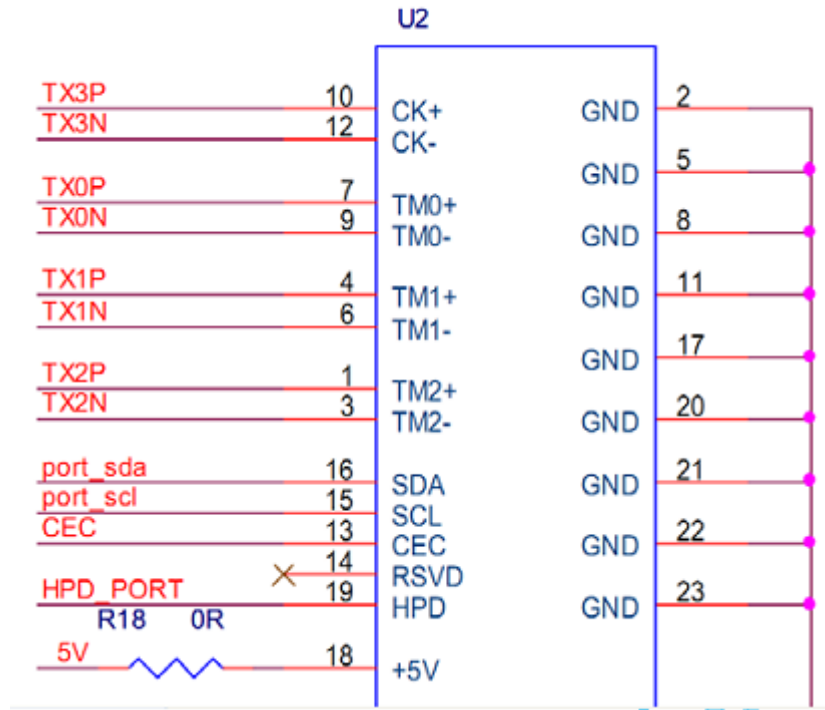 U2
TX3P 10 CK+ GND 2
TX3N 12 CK-
GND 5
TX0P 7 TM0+
TX0N 9 TM0- GND 8
TX1P 4 TM1+ GND 11
TX1N 6 TM1-
GND 17
TX2P 1 TM2+
TX2N 3 TM2- GND 20
port_sda 16 SDA GND 21
port_scl 15 SCL
CEC 13 CEC GND 22
14 RSVD
HPD_PORT 19 HPD GND 23
R18 0R
5V 18 +5V